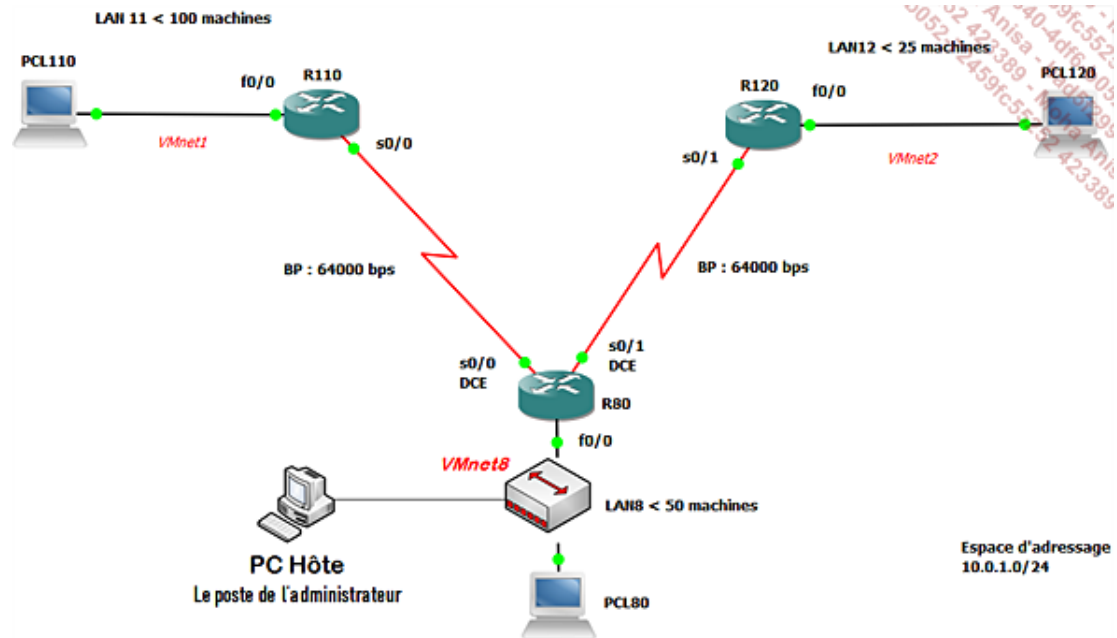 LAN 11 < 100 machines
LAN12 < 25 machines
PCL110
R110
f0/0
VMnet1
s0/0
R120
f0/0
PCL120
s0/1
VMnet2
BP : 64000 bps
BP : 64000 bps
s0/0
DCE
s0/1
DCE
R80
f0/0
VMnet8
LAN8 < 50 machines
PC Hôte
Le poste de l'administrateur
PCL80
Espace d'adressage
10.0.1.0/24